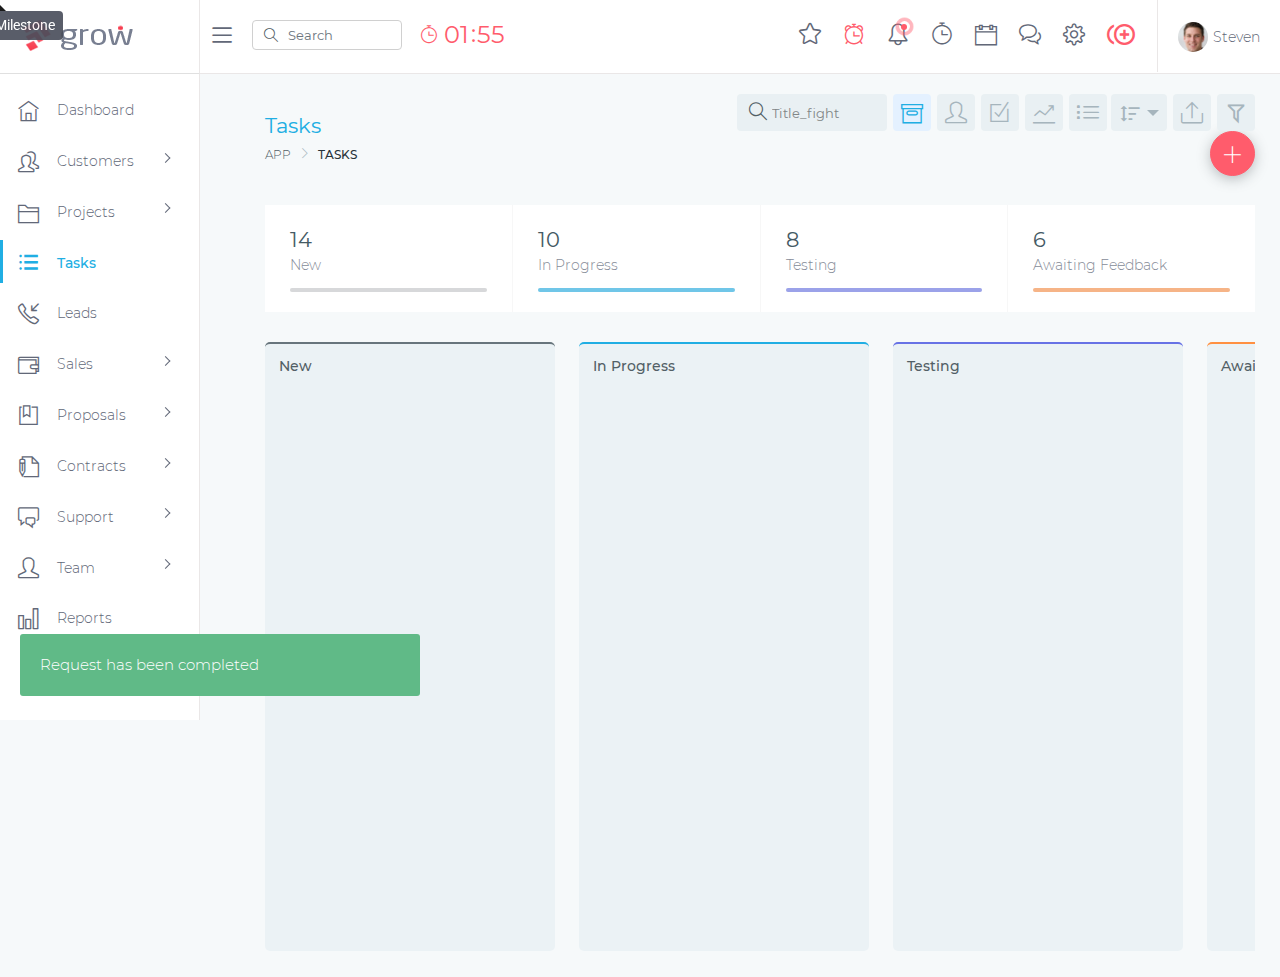 Milestone
grow
Search
01:55
Steven
Dashboard
Customers
Projects
Tasks
Leads
Sales
Proposals
Contracts
Support
Team
Reports
Tasks
APP
TASKS
Title_fight
14
New
10
In Progress
8
Testing
6
Awaiting Feedback
New
In Progress
Testing
Awai
Request has been completed